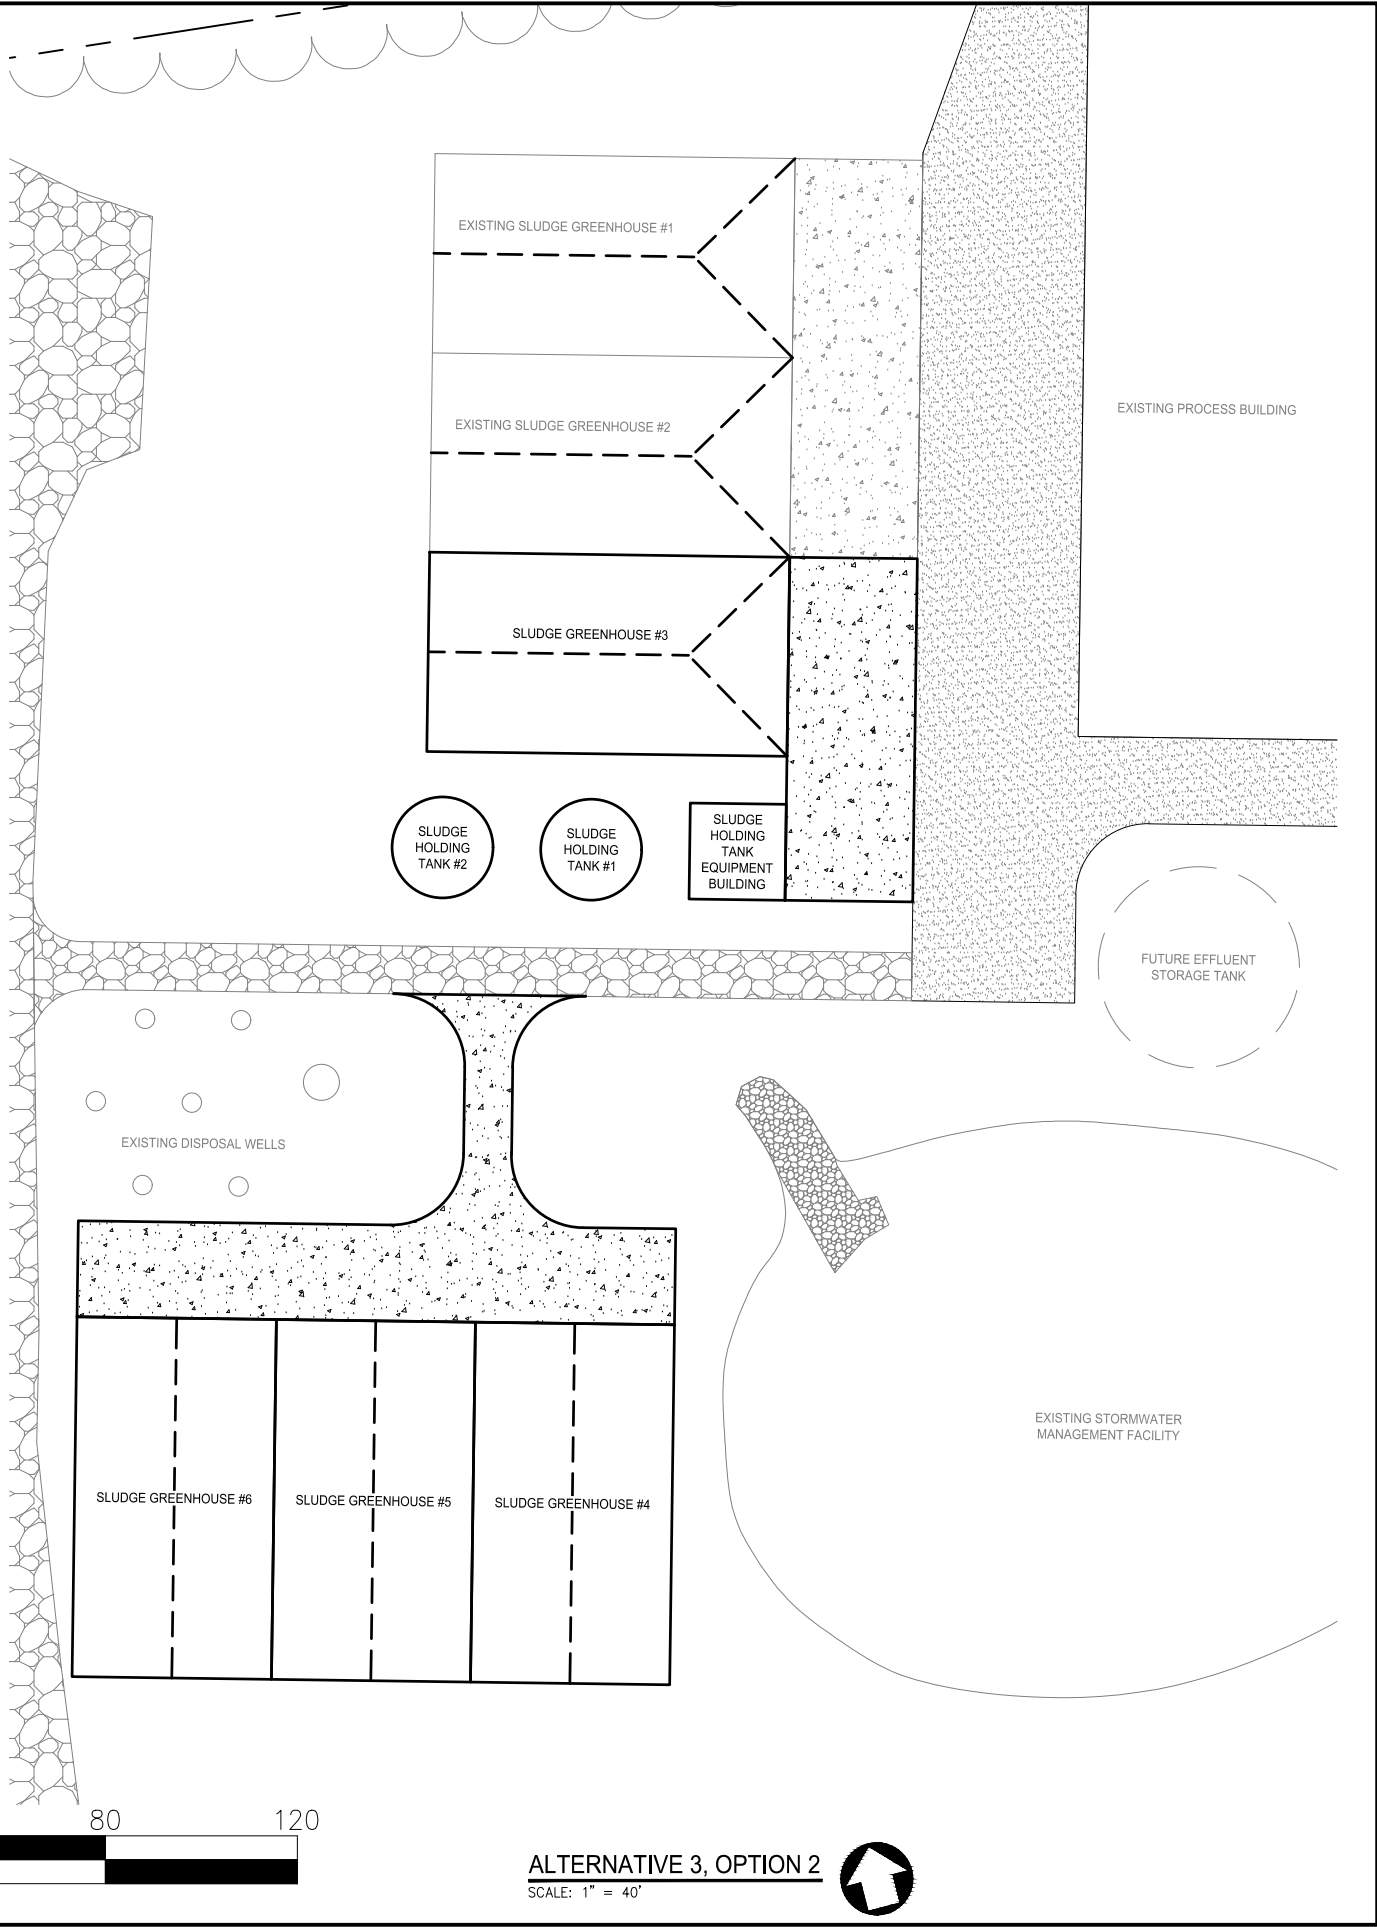 EXISTING SLUDGE GREENHOUSE #1
EXISTING PROCESS BUILDING
EXISTING SLUDGE GREENHOUSE #2
SLUDGE GREENHOUSE #3
SLUDGE
HOLDING
TANK #2
SLUDGE
HOLDING
TANK #1
SLUDGE
HOLDING
TANK
EQUIPMENT
BUILDING
FUTURE EFFLUENT
STORAGE TANK
EXISTING DISPOSAL WELLS
EXISTING STORMWATER
MANAGEMENT FACILITY
SLUDGE GREENHOUSE #6
SLUDGE GREENHOUSE #5
SLUDGE GREENHOUSE #4
80
120
ALTERNATIVE 3, OPTION 2
SCALE: 1" = 40'